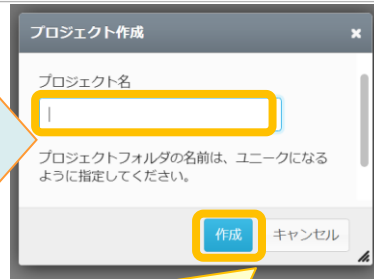 プロジェクト作成
プロジェクト名
プロジェクトフォルダの名前は、ユニークになる
ように指定してください。
作成 キャンセル